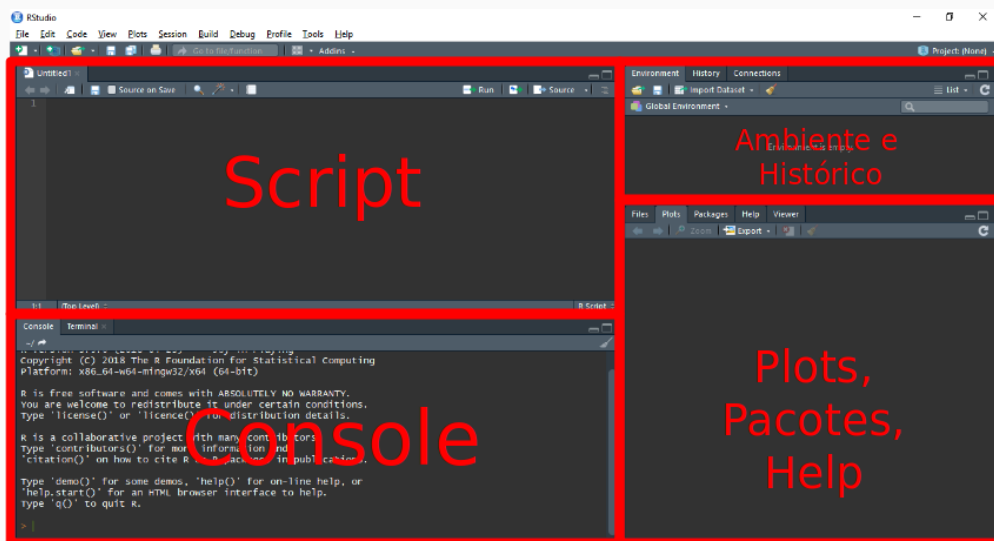 RStudio
File Edit Code View Plots Session Build Debug Profile Tools Help
Go to file/function Addins Project: (None)
Untitled1
Source on Save Run Source
1
Script
1:1 (Top Level) R Script
Console Terminal
~/
Copyright (C) 2018 The R Foundation for Statistical Computing
Platform: x86_64-w64-mingw32/x64 (64-bit)
R is free software and comes with ABSOLUTELY NO WARRANTY.
You are welcome to redistribute it under certain conditions.
Type 'license()' or 'licence()' for distribution details.
R is a collaborative project with many contributors.
Type 'contributors()' for more information and
'citation()' on how to cite R or R packages in publications.
Type 'demo()' for some demos, 'help()' for on-line help, or
'help.start()' for an HTML browser interface to help.
Type 'q()' to quit R.
>
Console
Environment History Connections
Import Dataset List
Global Environment
Environment is empty
Ambiente e
Histórico
Files Plots Packages Help Viewer
Zoom Export
Plots,
Pacotes,
Help